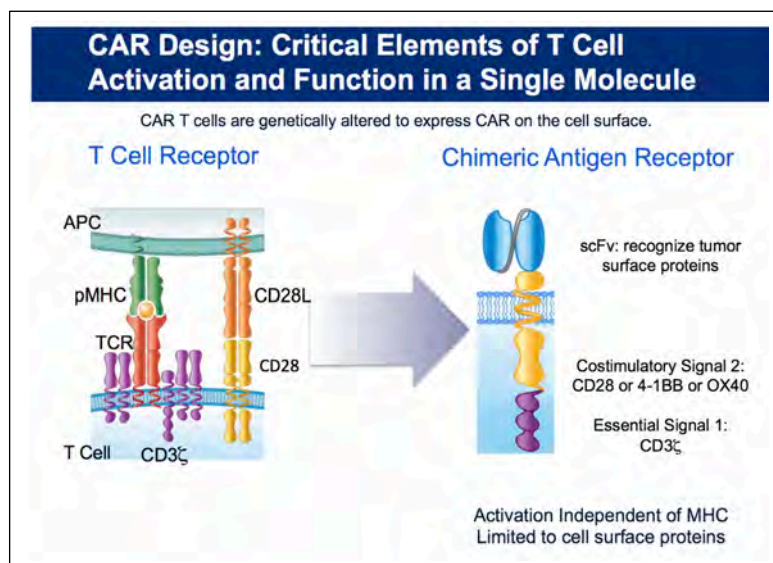 CAR Design: Critical Elements of T Cell
Activation and Function in a Single Molecule
CAR T cells are genetically altered to express CAR on the cell surface.
T Cell Receptor
APC
pMHC
CD28L
TCR
CD28
T Cell
CD3ζ
Chimeric Antigen Receptor
scFv: recognize tumor
surface proteins
Costimulatory Signal 2:
CD28 or 4-1BB or OX40
Essential Signal 1:
CD3ζ
Activation Independent of MHC
Limited to cell surface proteins